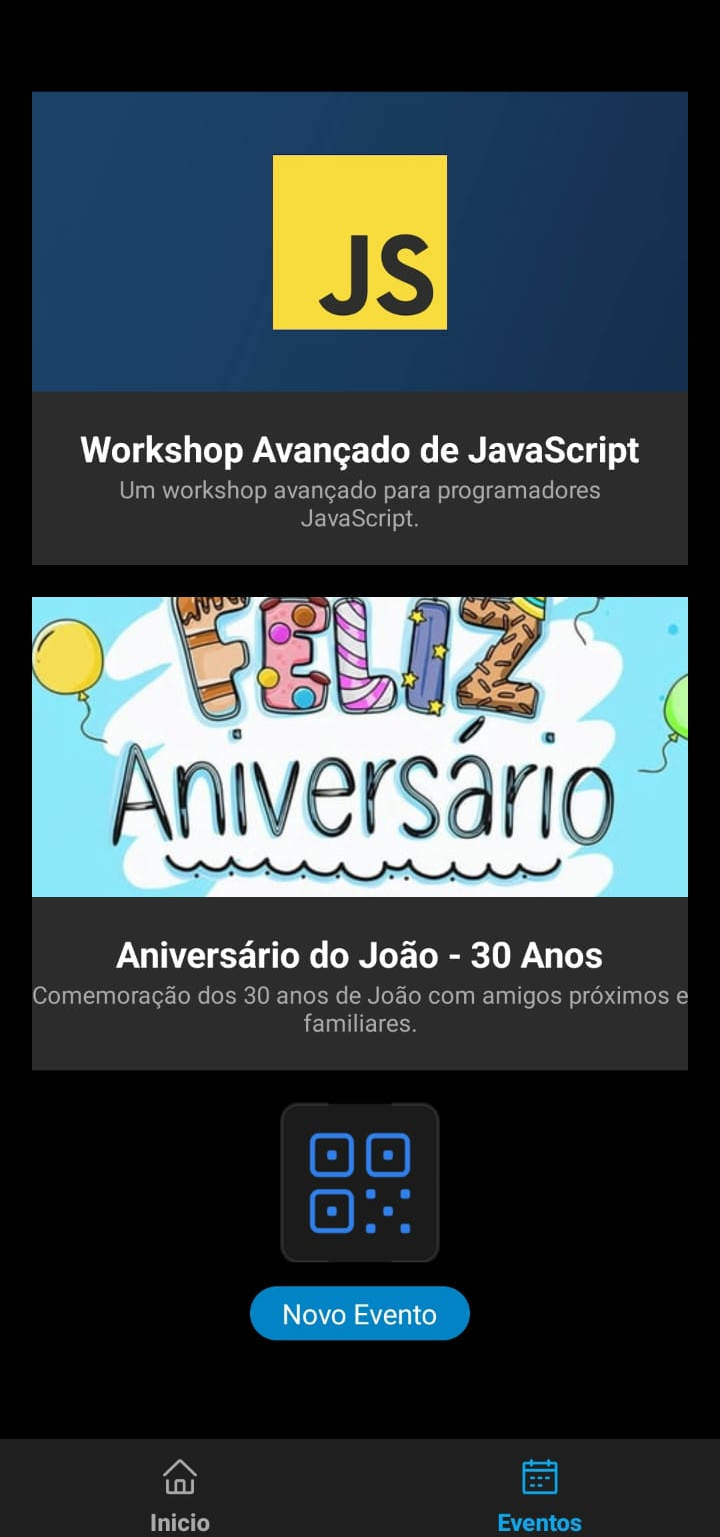 JS
Workshop Avançado de JavaScript
Um workshop avançado para programadores
JavaScript.
FELIZ
Aniversário
Aniversário do João - 30 Anos
Comemoração dos 30 anos de João com amigos próximos e
familiares.
Novo Evento
Inicio
Eventos